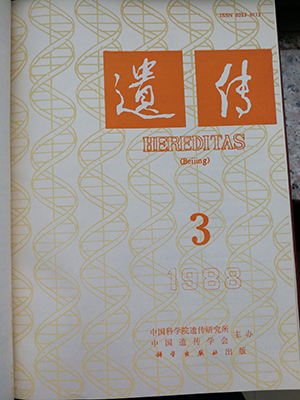 遗传
HEREDITAS
(Beijing)
3
1988
中国科学院遗传研究所
中国遗传学会
主办
科学出版社 出版